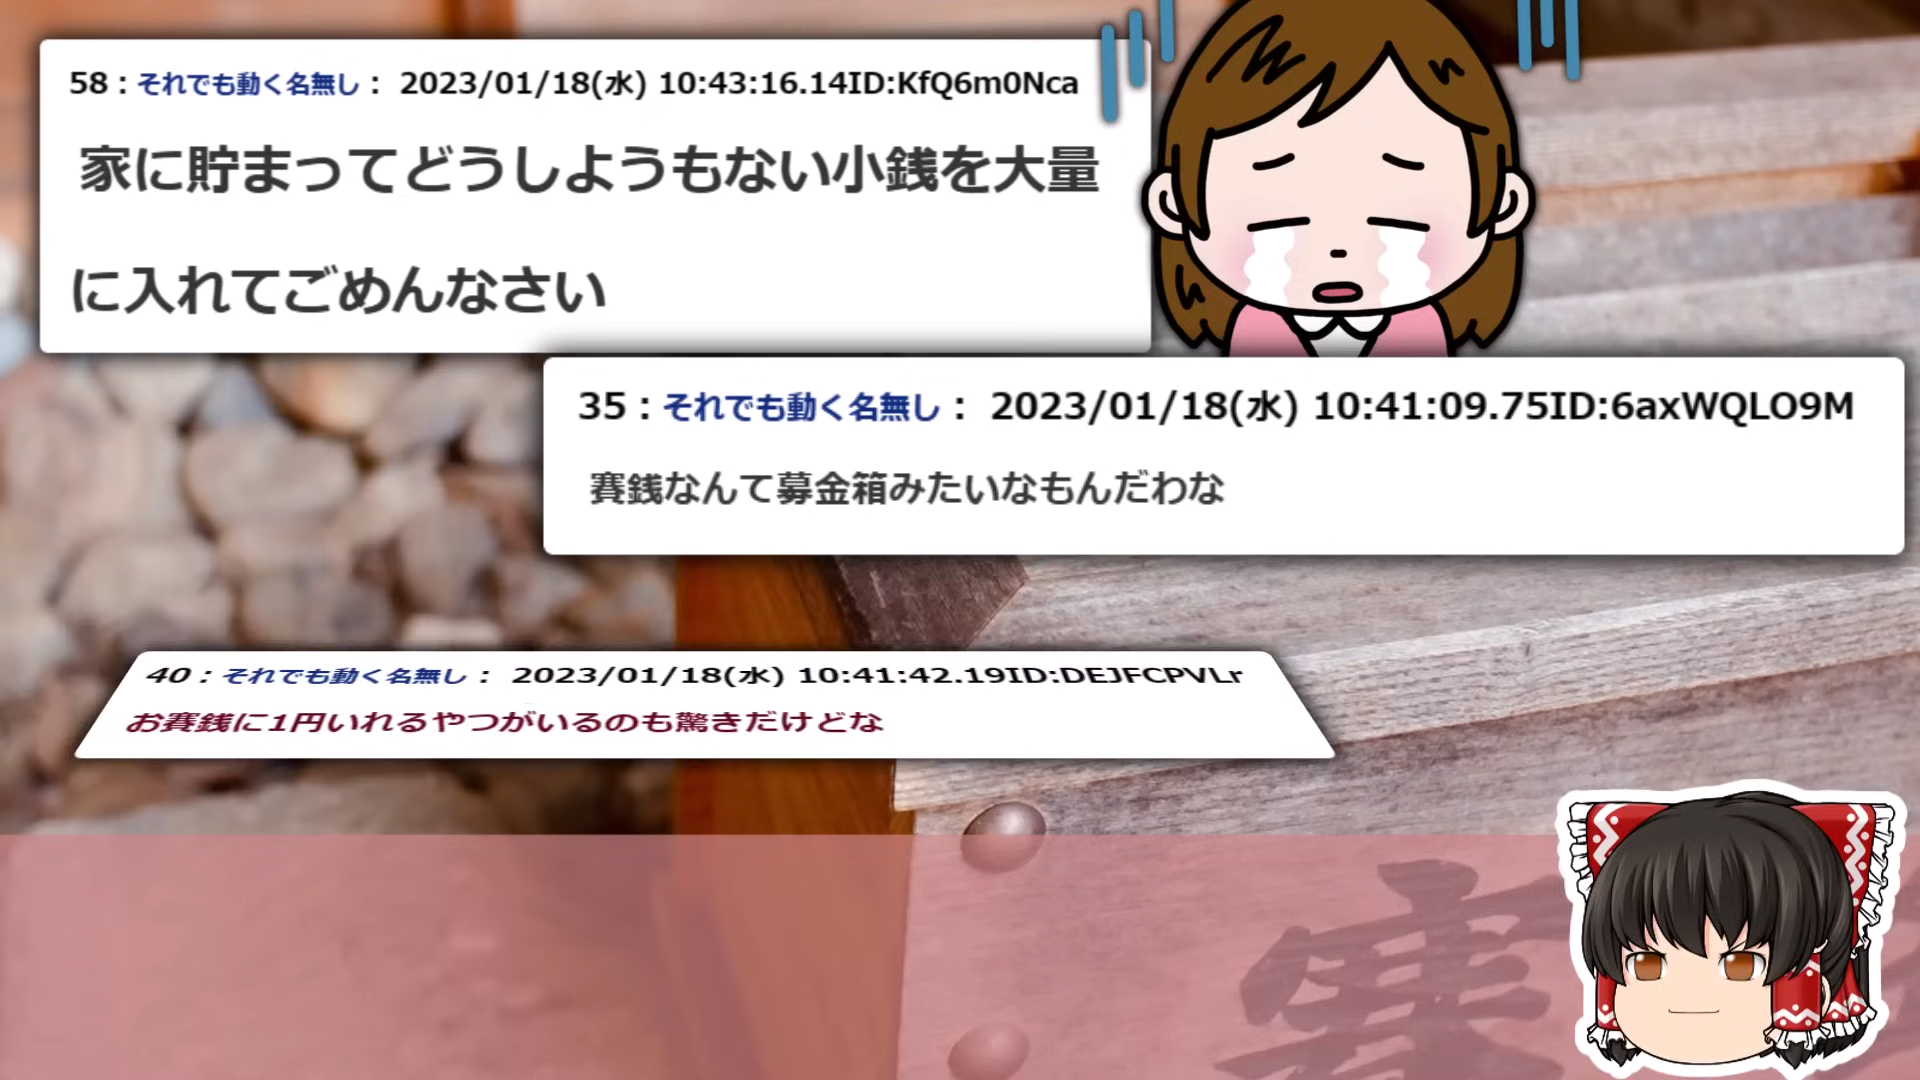 58：それでも動く名無し： 2023/01/18(水) 10:43:16.14ID:KfQ6m0Nca
家に貯まってどうしようもない小銭を大量
に入れてごめんなさい
35：それでも動く名無し： 2023/01/18(水) 10:41:09.75ID:6axWQLO9M
賽銭なんて募金箱みたいなもんだわな
40：それでも動く名無し： 2023/01/18(水) 10:41:42.19ID:DEJFCPVLr
お賽銭に1円いれるやつがいるのも驚きだけどな
賽